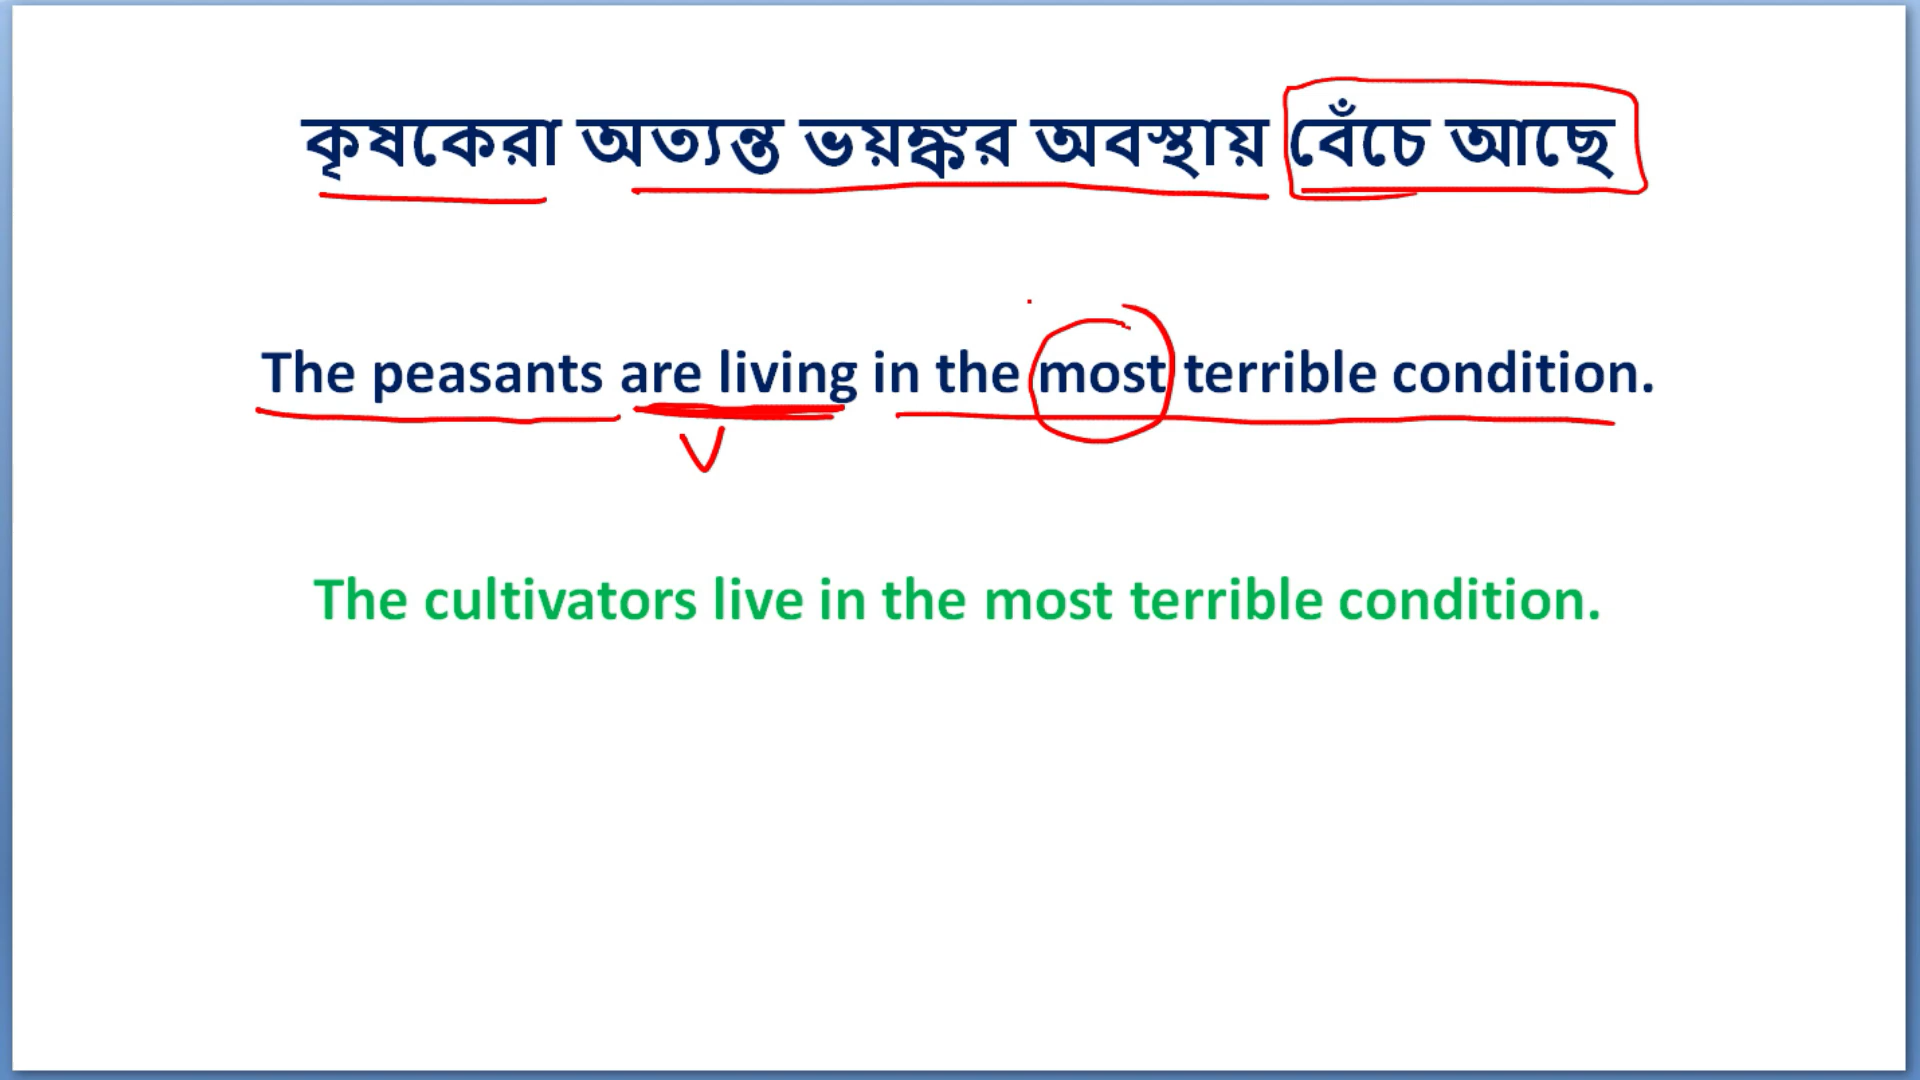 কৃষকেরা অত্যন্ত ভয়ঙ্কর অবস্থায় বেঁচে আছে
The peasants are living in the most terrible condition.
The cultivators live in the most terrible condition.